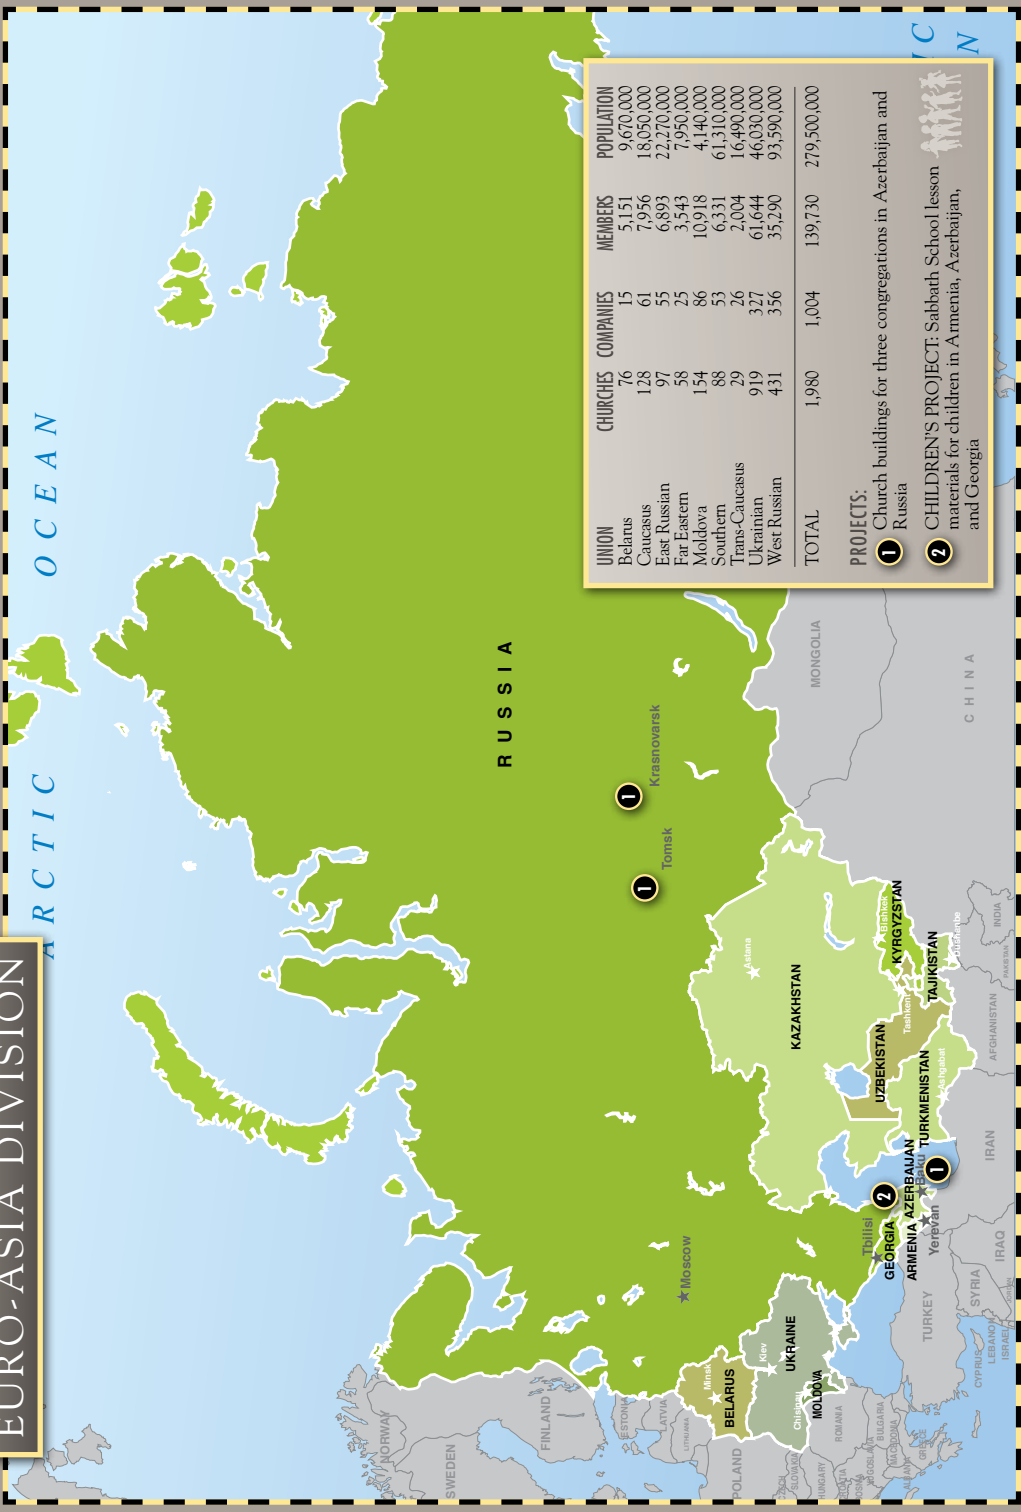 EURO-ASIA DIVISION
ARCTIC OCEAN
IC
N
RUSSIA
Krasnovarsk
1
Tomsk
1
Moscow
NORWAY
SWEDEN
FINLAND
ESTONIA
LATVIA
LITHUANIA
POLAND
Minsk
BELARUS
Kiev
UKRAINE
Chisinau
MOLDOVA
SLOVAKIA
HUNGARY
ROMANIA
BULGARIA
GREECE
Astana
KAZAKHSTAN
Bishkek
KYRGYZSTAN
Tashkent
UZBEKISTAN
Dushanbe
TAJIKISTAN
Ashgabat
TURKMENISTAN
Tbilisi
GEORGIA
2
ARMENIA
Yerevan
AZERBAIJAN
Baku
1
TURKEY
CYPRUS
SYRIA
LEBANON
ISRAEL
IRAQ
IRAN
AFGHANISTAN
PAKISTAN
INDIA
MONGOLIA
CHINA
UNION CHURCHES COMPANIES MEMBERS POPULATION
Belarus 76 15 5,151 9,670,000
Caucasus 128 61 7,956 18,050,000
East Russian 97 55 6,893 22,270,000
Far Eastern 58 25 3,543 7,950,000
Moldova 154 86 10,918 4,140,000
Southern 88 53 6,331 61,310,000
Trans-Caucasus 29 26 2,004 16,490,000
Ukrainian 919 327 61,644 46,030,000
West Russian 431 356 35,290 93,590,000
TOTAL 1,980 1,004 139,730 279,500,000
PROJECTS:
1 Church buildings for three congregations in Azerbaijan and
Russia
2 CHILDREN'S PROJECT: Sabbath School lesson
materials for children in Armenia, Azerbaijan,
and Georgia